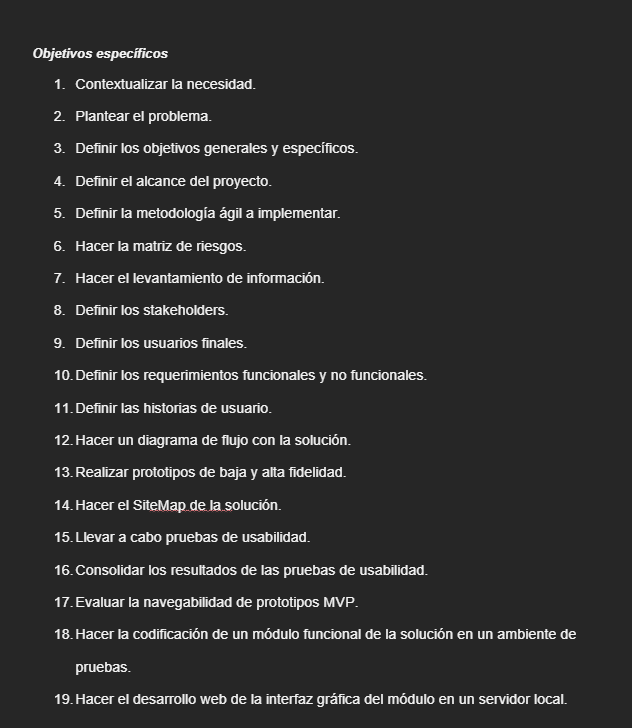 Objetivos específicos
1. Contextualizar la necesidad.
2. Plantear el problema.
3. Definir los objetivos generales y específicos.
4. Definir el alcance del proyecto.
5. Definir la metodología ágil a implementar.
6. Hacer la matriz de riesgos.
7. Hacer el levantamiento de información.
8. Definir los stakeholders.
9. Definir los usuarios finales.
10. Definir los requerimientos funcionales y no funcionales.
11. Definir las historias de usuario.
12. Hacer un diagrama de flujo con la solución.
13. Realizar prototipos de baja y alta fidelidad.
14. Hacer el SiteMap de la solución.
15. Llevar a cabo pruebas de usabilidad.
16. Consolidar los resultados de las pruebas de usabilidad.
17. Evaluar la navegabilidad de prototipos MVP.
18. Hacer la codificación de un módulo funcional de la solución en un ambiente de
pruebas.
19. Hacer el desarrollo web de la interfaz gráfica del módulo en un servidor local.